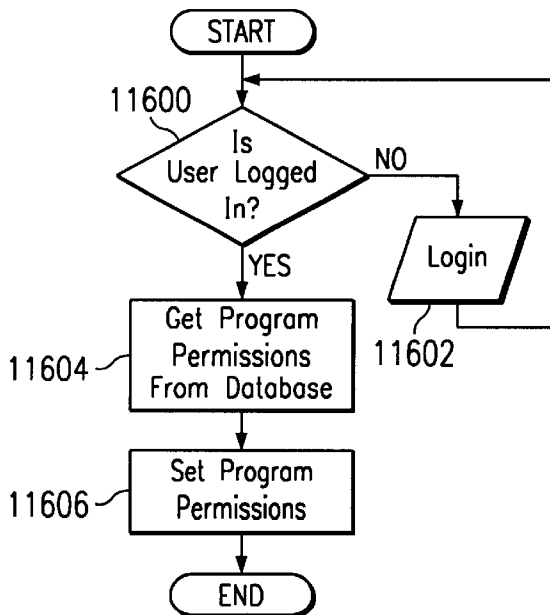 START
11600
Is
User Logged
In?
NO
YES
Login
11602
Get Program
Permissions
From Database
11604
Set Program
Permissions
11606
END